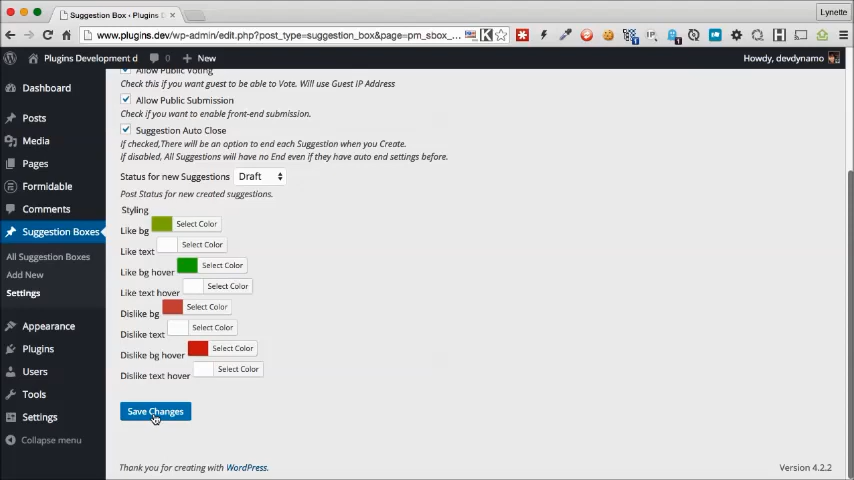 Suggestion Box ‹ Plugins D
Lynette
www.plugins.dev/wp-admin/edit.php?post_type=suggestion_box&page=pm_sbox_...
Plugins Development d 0 New Howdy, devdynamo
Dashboard
Posts
Media
Pages
Formidable
Comments
Suggestion Boxes
All Suggestion Boxes
Add New
Settings
Appearance
Plugins
Users
Tools
Settings
Collapse menu
Allow Public Voting
Check this if you want guest to be able to Vote. Will use Guest IP Address
Allow Public Submission
Check if you want to enable front-end submission.
Suggestion Auto Close
if checked,There will be an option to end each Suggestion when you Create.
If disabled, All Suggestions will have no End even if they have auto end settings before.
Status for new Suggestions Draft
Post Status for new created suggestions.
Styling
Like bg Select Color
Like text Select Color
Like bg hover Select Color
Like text hover Select Color
Dislike bg Select Color
Dislike text Select Color
Dislike bg hover Select Color
Dislike text hover Select Color
Save Changes
Thank you for creating with WordPress.
Version 4.2.2